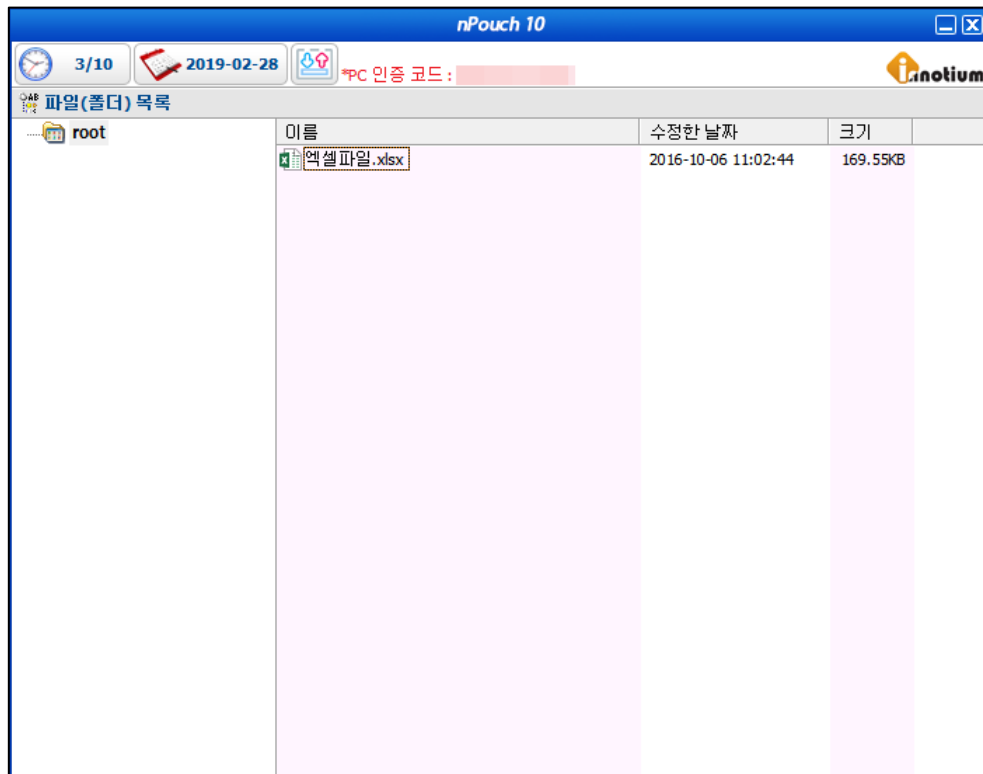 nPouch 10
3/10
2019-02-28
*PC 인증 코드 :
inotium
파일(폴더) 목록
root
이름 수정한 날짜 크기
엑셀파일.xlsx 2016-10-06 11:02:44 169.55KB